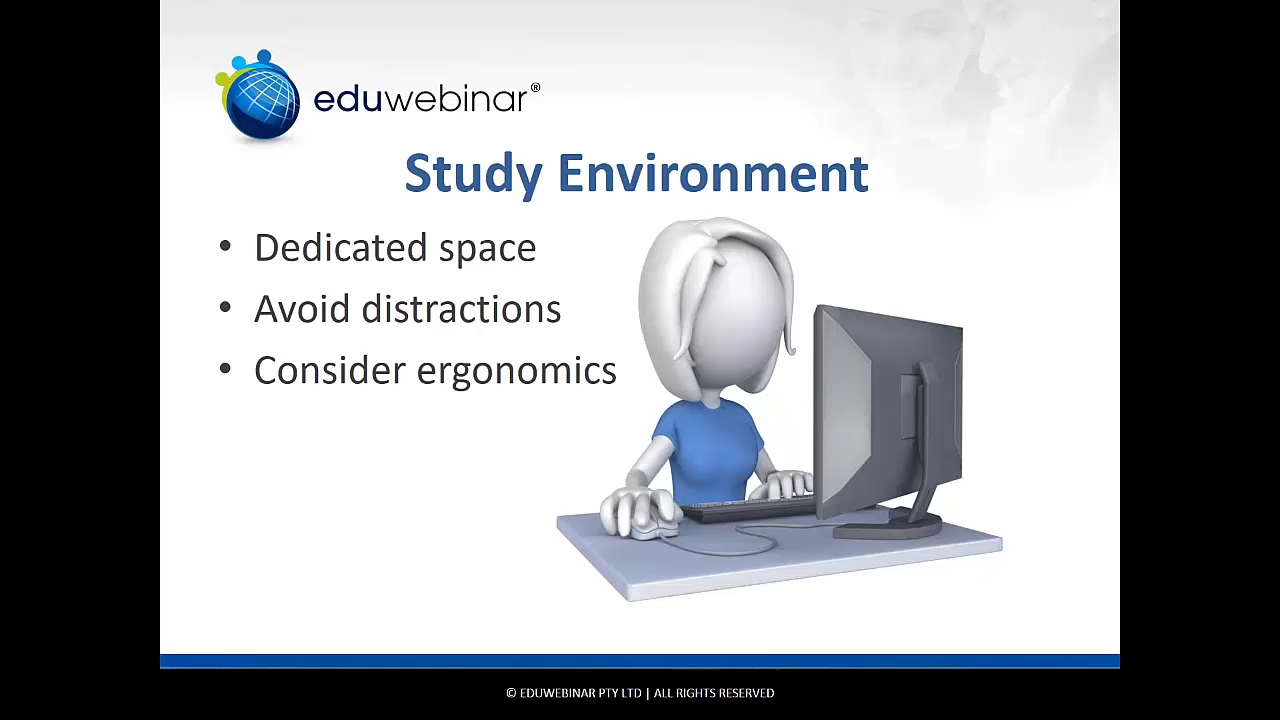 eduwebinar®
Study Environment
• Dedicated space
• Avoid distractions
• Consider ergonomics
© EDUWEBINAR PTY LTD | ALL RIGHTS RESERVED